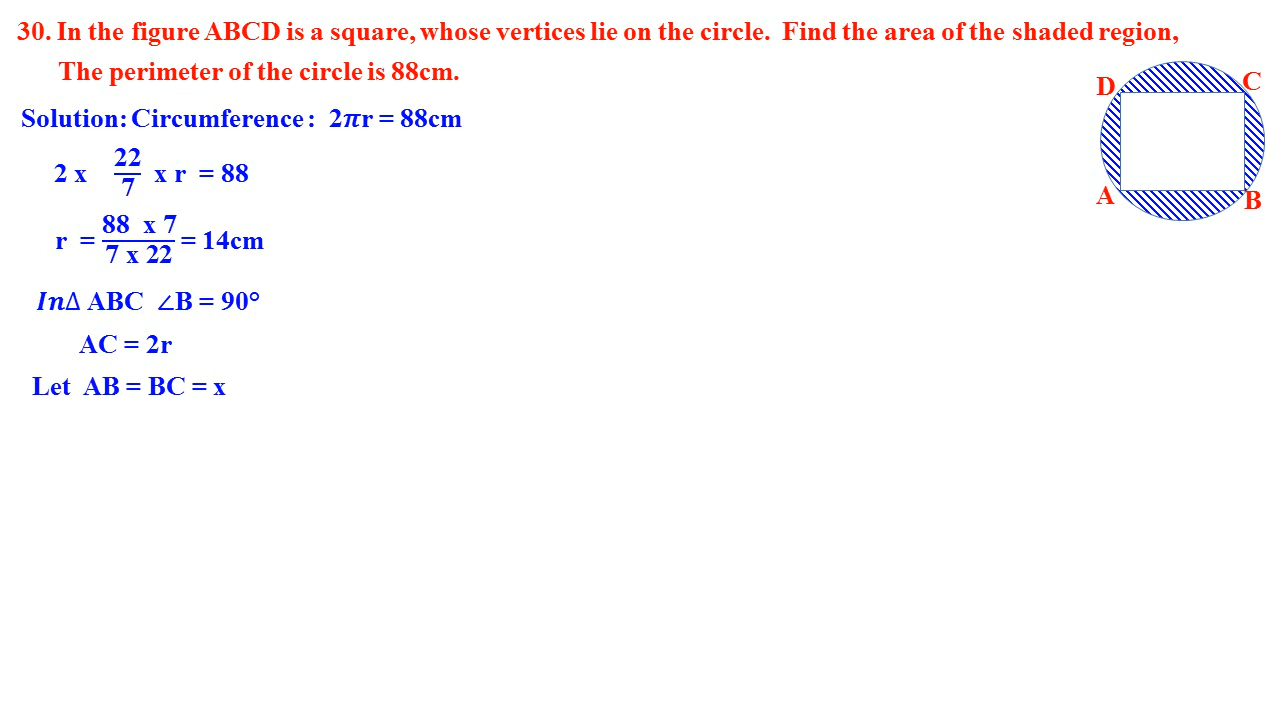 30. In the figure ABCD is a square, whose vertices lie on the circle.  Find the area of the shaded region,
The perimeter of the circle is 88cm.
D
C
A
B
Solution: Circumference :  2𝝅r = 88cm
2 x 22/7 x r = 88
r = 88 x 7 / 7 x 22 = 14cm
In∆ ABC ∠B = 90°
AC = 2r
Let AB = BC = x